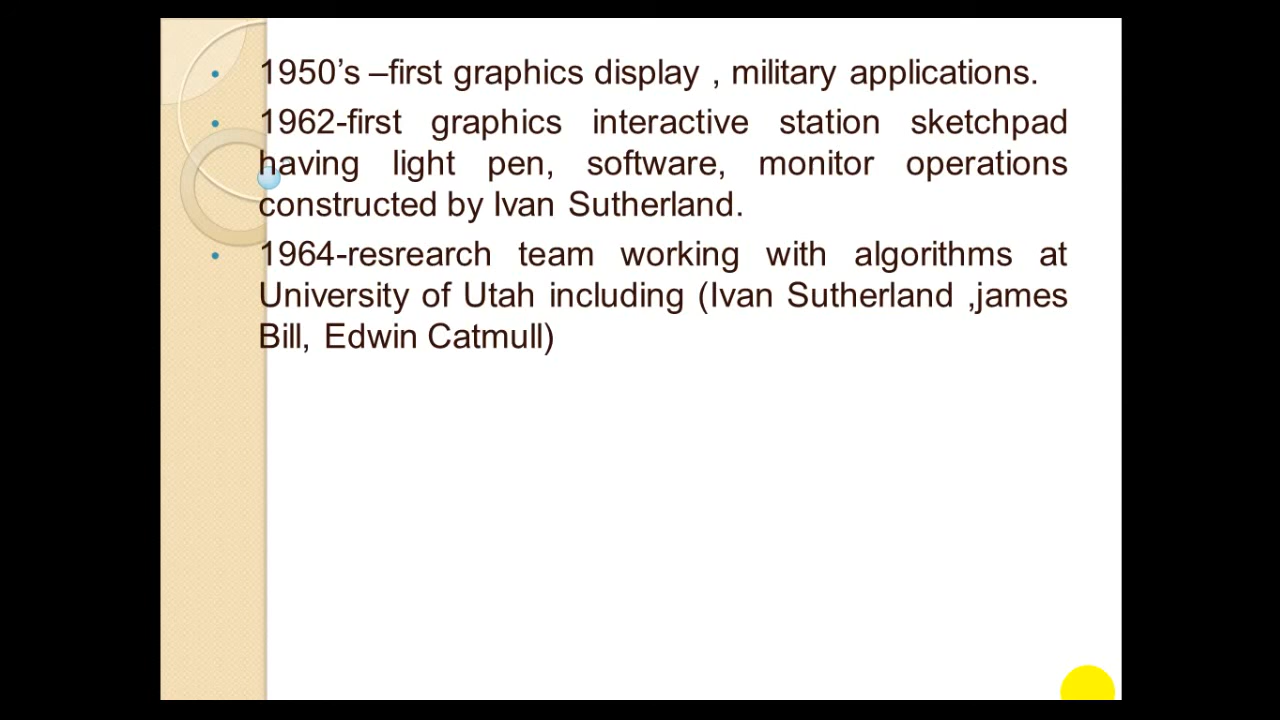 • 1950’s –first graphics display , military applications.
• 1962-first graphics interactive station sketchpad
having light pen, software, monitor operations
constructed by Ivan Sutherland.
• 1964-resrearch team working with algorithms at
University of Utah including (Ivan Sutherland ,james
Bill, Edwin Catmull)